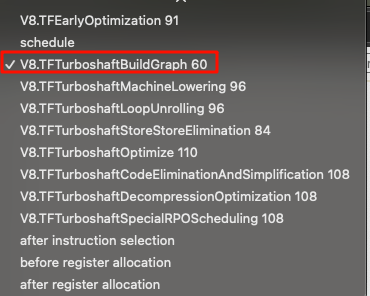 V8.TFEarlyOptimization 91
schedule
✓ V8.TFTurboshaftBuildGraph 60
V8.TFTurboshaftMachineLowering 96
V8.TFTurboshaftLoopUnrolling 96
V8.TFTurboshaftStoreStoreElimination 84
V8.TFTurboshaftOptimize 110
V8.TFTurboshaftCodeEliminationAndSimplification 108
V8.TFTurboshaftDecompressionOptimization 108
V8.TFTurboshaftSpecialRPOScheduling 108
after instruction selection
before register allocation
after register allocation